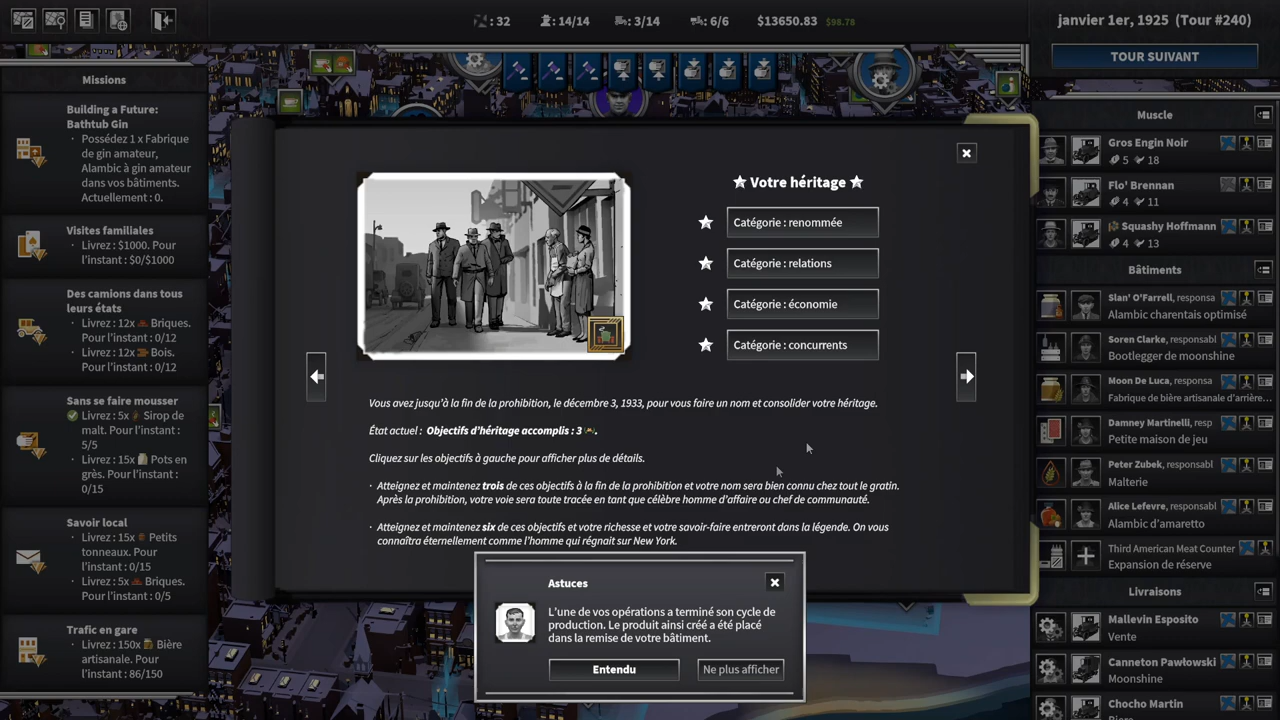 : 32
: 14/14
: 3/14
: 6/6
$13650.83
$98.78
janvier 1er, 1925 (Tour #240)
TOUR SUIVANT
Missions
Building a Future:
Bathtub Gin
· Possédez 1 x Fabrique
de gin amateur,
Alambic à gin amateur
dans vos bâtiments.
Actuellement : 0.
Visites familiales
· Livrez : $1000. Pour
l'instant : $0/$1000
Des camions dans tous
leurs états
· Livrez : 12x Briques.
Pour l'instant : 0/12
· Livrez : 12x Bois.
Pour l'instant : 0/12
Sans se faire mousser
Livrez : 5x Sirop de
malt. Pour l'instant :
5/5
· Livrez : 15x Pots en
grès. Pour l'instant :
0/15
Savoir local
· Livrez : 15x Petits
tonneaux. Pour
l'instant : 0/15
· Livrez : 5x Briques.
Pour l'instant : 0/5
Trafic en gare
· Livrez : 150x Bière
artisanale. Pour
l'instant : 86/150
Votre héritage
Catégorie : renommée
Catégorie : relations
Catégorie : économie
Catégorie : concurrents
Vous avez jusqu'à la fin de la prohibition, le décembre 3, 1933, pour vous faire un nom et consolider votre héritage.
État actuel : Objectifs d'héritage accomplis : 3 .
Cliquez sur les objectifs à gauche pour afficher plus de détails.
· Atteignez et maintenez trois de ces objectifs à la fin de la prohibition et votre nom sera bien connu chez tout le gratin.
Après la prohibition, votre voie sera toute tracée en tant que célèbre homme d'affaire ou chef de communauté.
· Atteignez et maintenez six de ces objectifs et votre richesse et votre savoir-faire entreront dans la légende. On vous
connaîtra éternellement comme l'homme qui régnait sur New York.
Astuces
L'une de vos opérations a terminé son cycle de
production. Le produit ainsi créé a été placé
dans la remise de votre bâtiment.
Entendu
Ne plus afficher
Muscle
Gros Engin Noir
5 18
Flo' Brennan
4 11
Squashy Hoffmann
4 13
Bâtiments
Slan' O'Farrell, responsa
Alambic charentais optimisé
Soren Clarke, responsabl
Bootlegger de moonshine
Moon De Luca, responsa
Fabrique de bière artisanale d'arrière...
Damney Martinelli, resp
Petite maison de jeu
Peter Zubek, responsabl
Malterie
Alice Lefevre, responsabl
Alambic d'amaretto
Third American Meat Counter
Expansion de réserve
Livraisons
Mallevin Esposito
Vente
Canneton Pawłowski
Moonshine
Chocho Martin
Biere